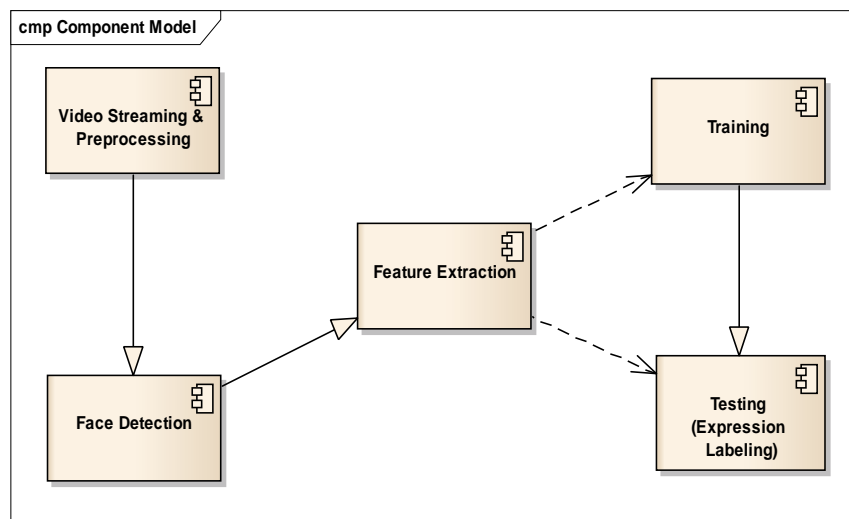 cmp Component Model
Video Streaming &
Preprocessing
Training
Feature Extraction
Face Detection
Testing
(Expression
Labeling)